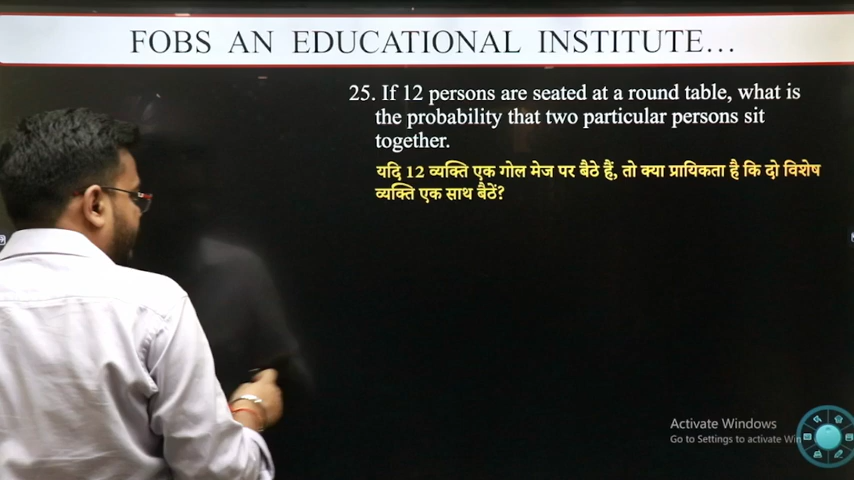 FOBS AN EDUCATIONAL INSTITUTE...
25. If 12 persons are seated at a round table, what is
the probability that two particular persons sit
together.
यदि 12 व्यक्ति एक गोल मेज पर बैठे हैं, तो क्या प्रायिकता है कि दो विशेष
व्यक्ति एक साथ बैठें?
Activate Windows
Go to Settings to activate Win